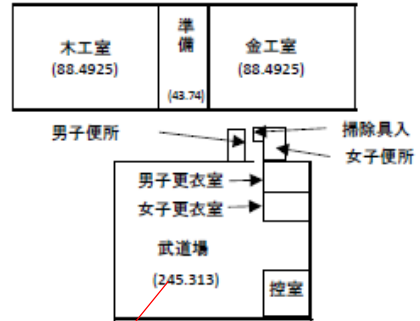 木工室
(88.4925)
準
備
(43.74)
金工室
(88.4925)
男子便所
掃除具入
女子便所
男子更衣室
女子更衣室
武道場
(245.313)
控室